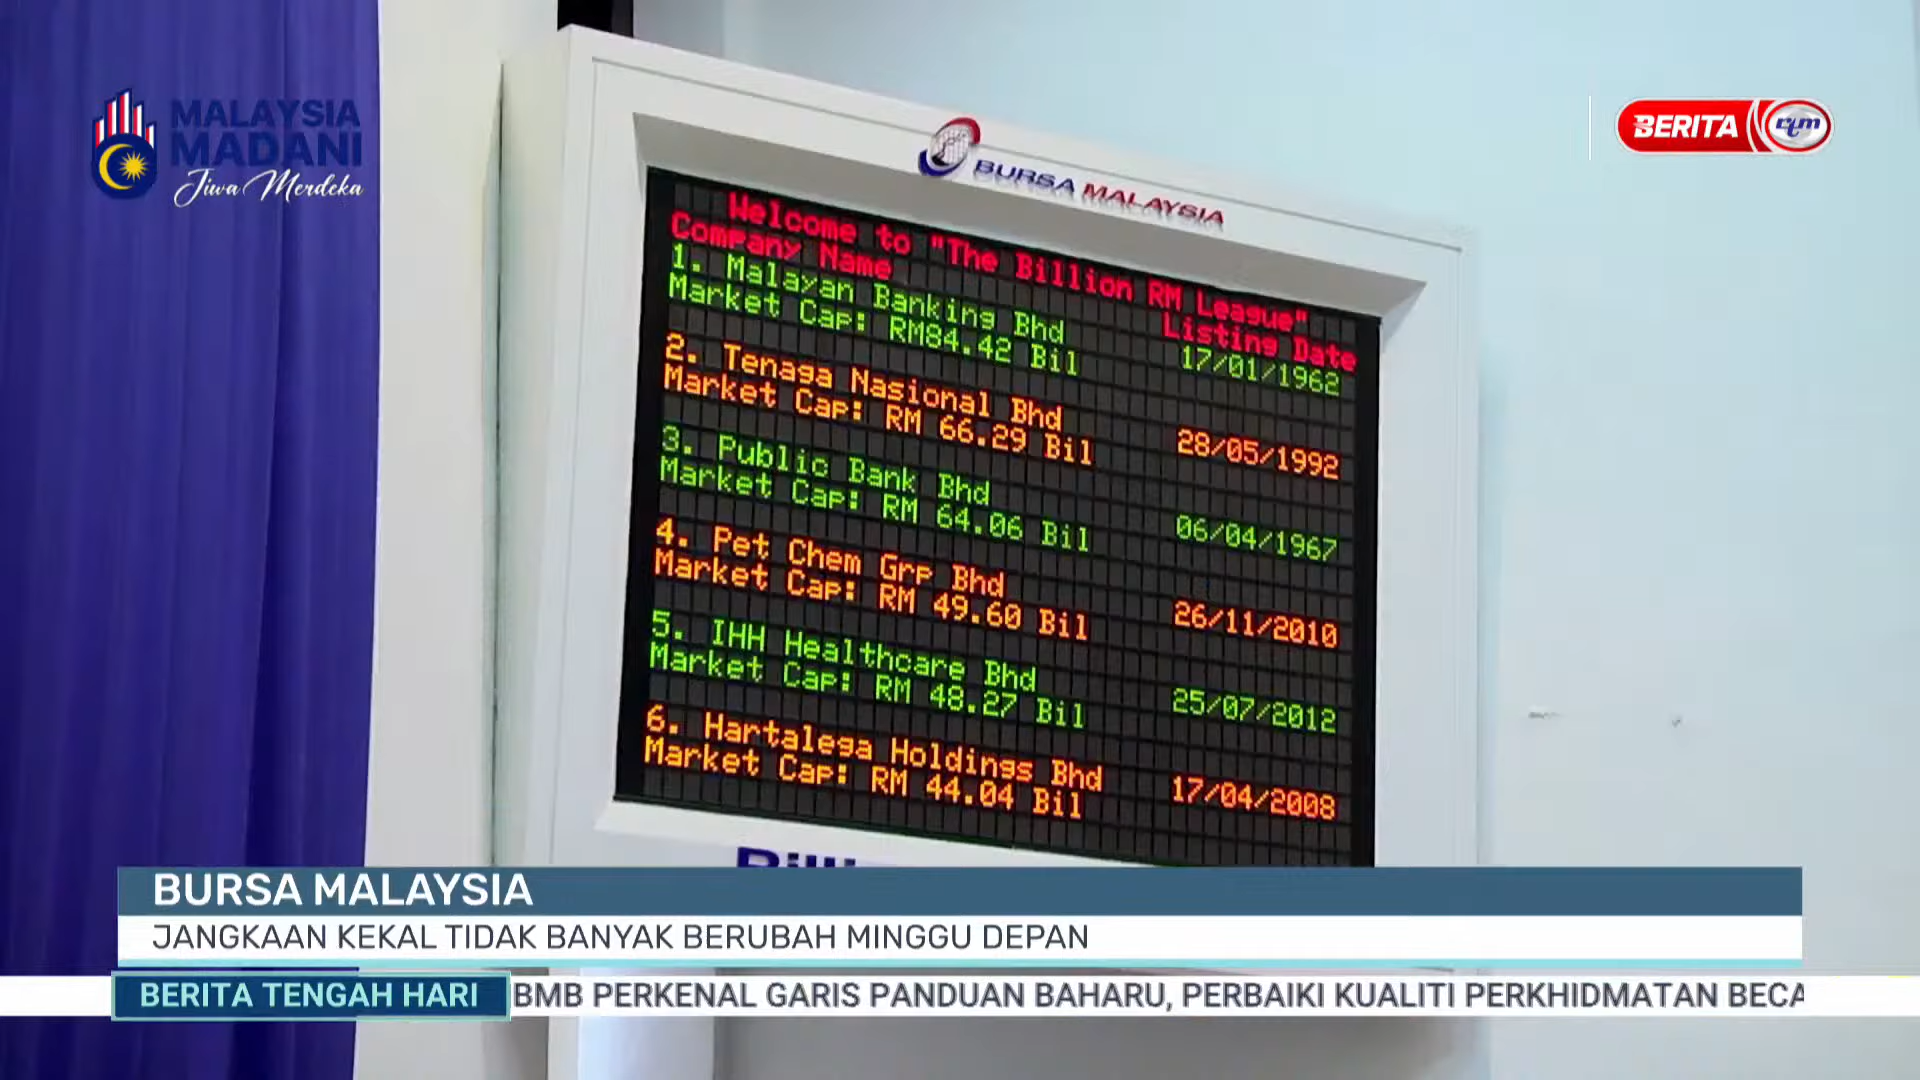 MALAYSIA
MADANI
Jiwa Merdeka
BERITA rtm
BURSA MALAYSIA
Welcome to "The Billion RM League"
Company Name Listing Date
1. Malayan Banking Bhd 17/01/1962
Market Cap: RM84.42 Bil
2. Tenaga Nasional Bhd 28/05/1992
Market Cap: RM 66.29 Bil
3. Public Bank Bhd 06/04/1967
Market Cap: RM 64.06 Bil
4. Pet Chem Grp Bhd 26/11/2010
Market Cap: RM 49.60 Bil
5. IHH Healthcare Bhd 25/07/2012
Market Cap: RM 48.27 Bil
6. Hartalega Holdings Bhd 17/04/2008
Market Cap: RM 44.04 Bil
BURSA MALAYSIA
JANGKAAN KEKAL TIDAK BANYAK BERUBAH MINGGU DEPAN
BERITA TENGAH HARI BMB PERKENAL GARIS PANDUAN BAHARU, PERBAIKI KUALITI PERKHIDMATAN BECA